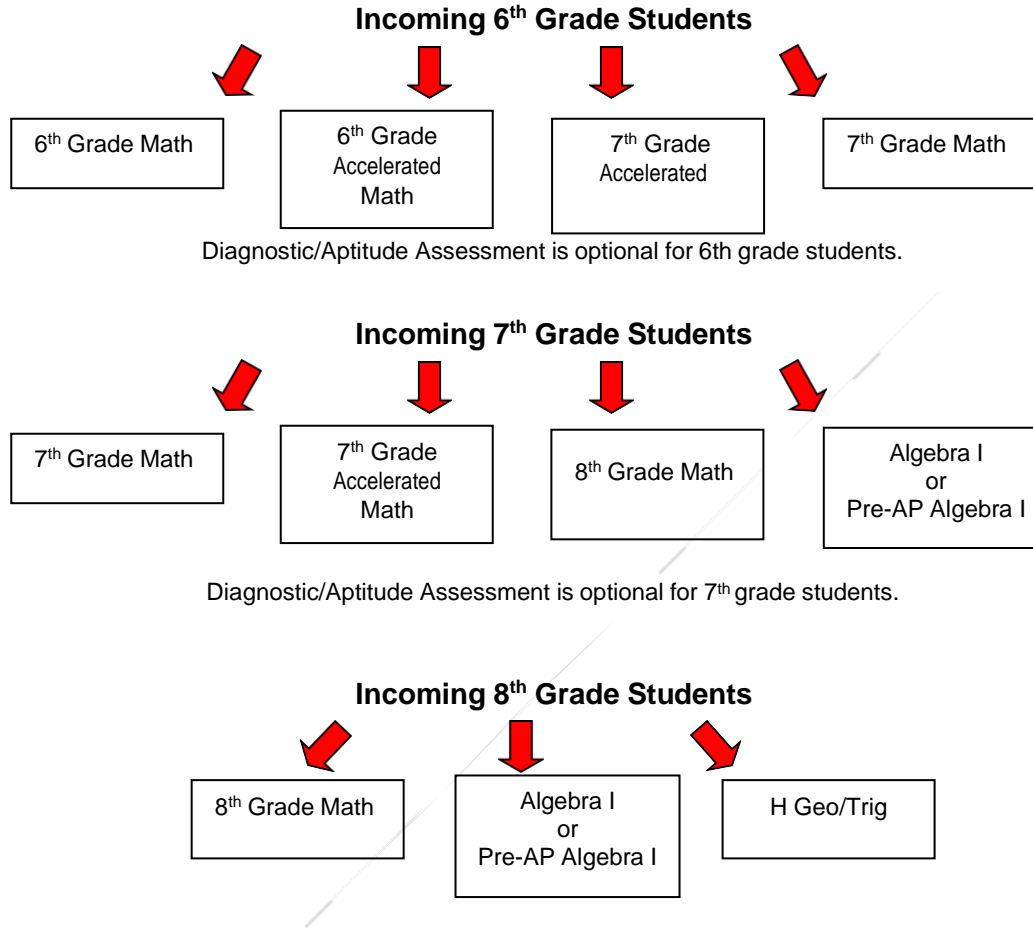 Incoming 6th Grade Students
6th Grade Math
6th Grade
Accelerated
Math
7th Grade
Accelerated
7th Grade Math
Diagnostic/Aptitude Assessment is optional for 6th grade students.
Incoming 7th Grade Students
7th Grade Math
7th Grade
Accelerated
Math
8th Grade Math
Algebra I
or
Pre-AP Algebra I
Diagnostic/Aptitude Assessment is optional for 7th grade students.
Incoming 8th Grade Students
8th Grade Math
Algebra I
or
Pre-AP Algebra I
H Geo/Trig